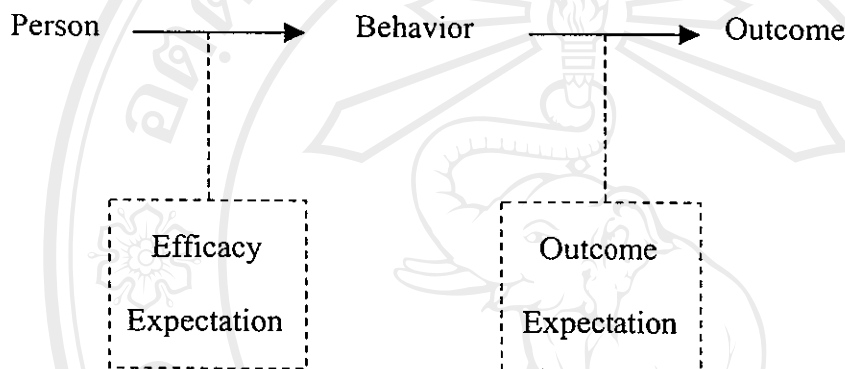 Person Behavior Outcome
Efficacy Outcome
Expectation Expectation